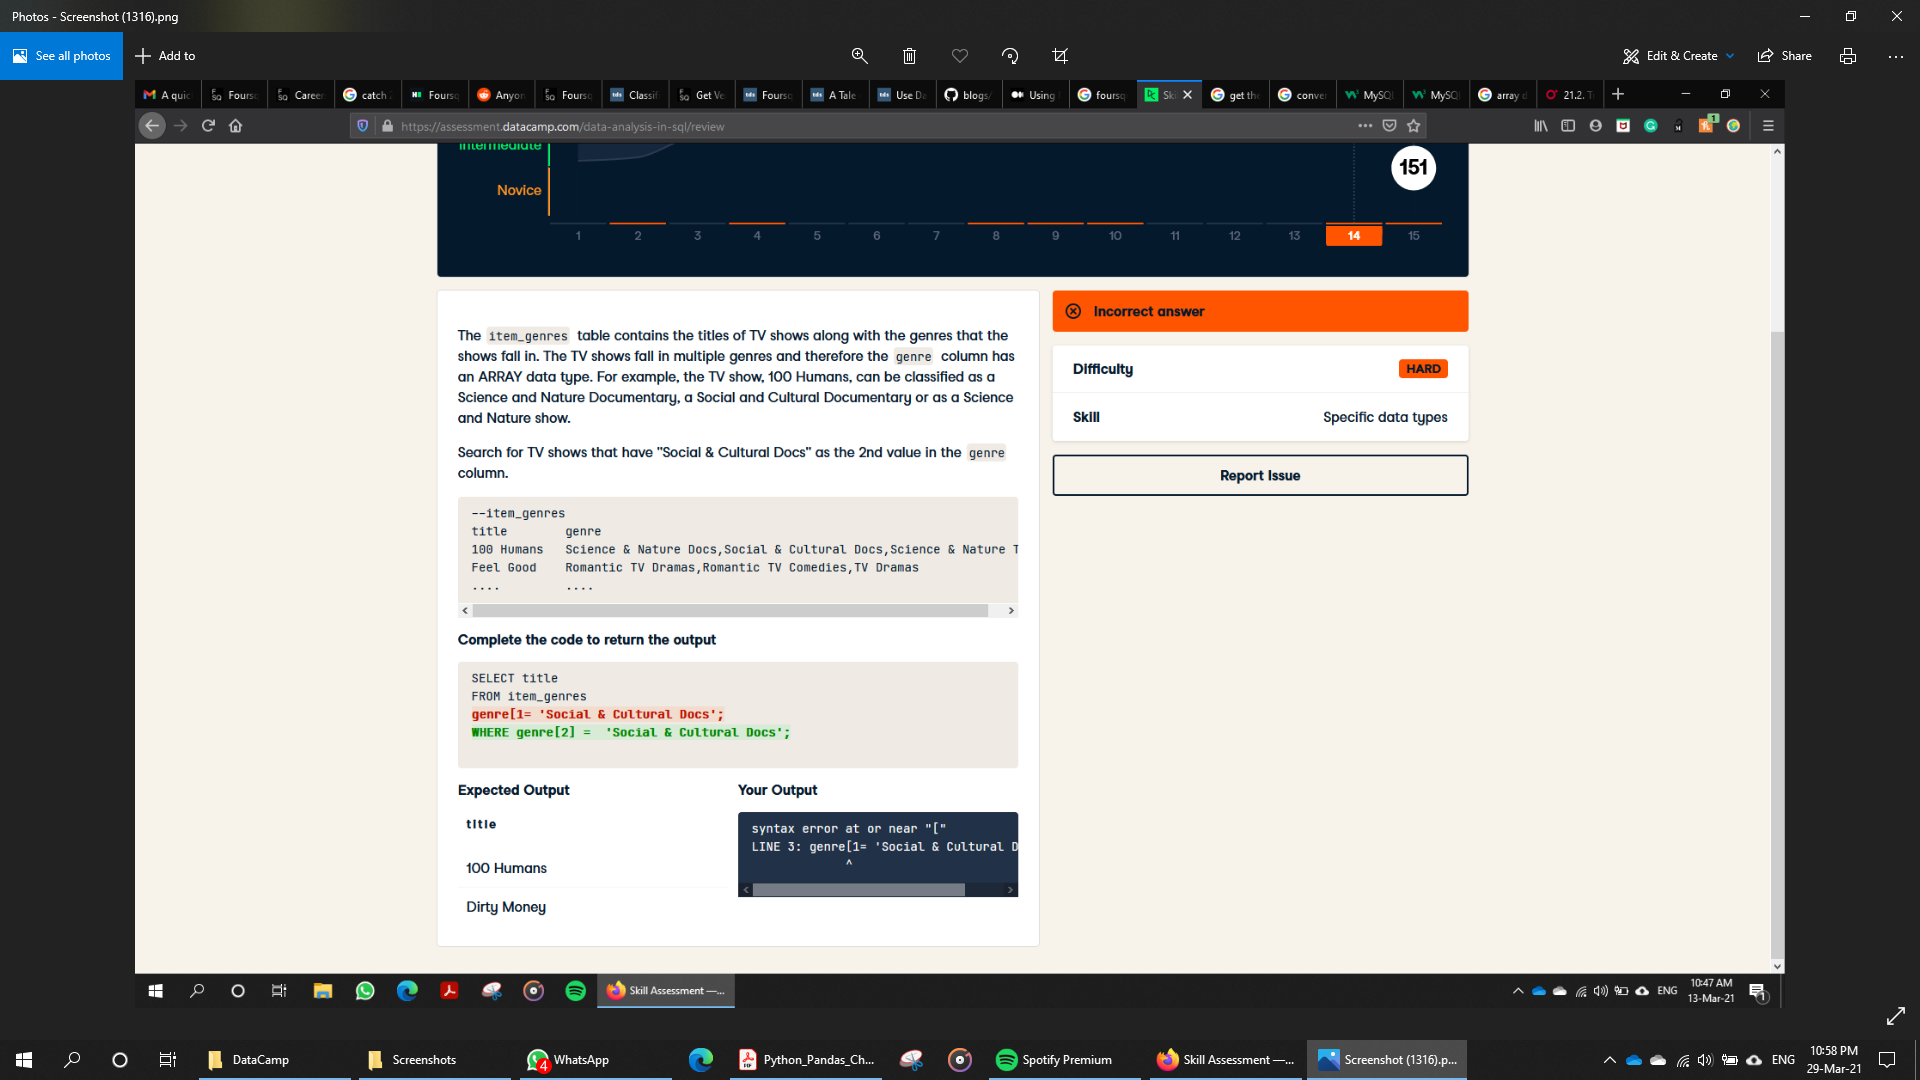 Photos - Screenshot (1316).png
See all photos
Add to
Edit & Create
Share
A quic
Fours
Career
catch
Foursq
Anyon
Fours
Classif
Get Ve
Foursq
A Tale
Use Da
blogs/
Using
foursq
Sk
get the
conver
MySQL
MySQL
array d
21.2. T
https://assessment.datacamp.com/data-analysis-in-sql/review
1
Intermediate
151
Novice
1 2 3 4 5 6 7 8 9 10 11 12 13 14 15
The item_genres table contains the titles of TV shows along with the genres that the
shows fall in. The TV shows fall in multiple genres and therefore the genre column has
an ARRAY data type. For example, the TV show, 100 Humans, can be classified as a
Science and Nature Documentary, a Social and Cultural Documentary or as a Science
and Nature show.
Search for TV shows that have "Social & Cultural Docs" as the 2nd value in the genre
column.
--item_genres
title genre
100 Humans Science & Nature Docs,Social & Cultural Docs,Science & Nature T
Feel Good Romantic TV Dramas,Romantic TV Comedies,TV Dramas
.... ....
Complete the code to return the output
SELECT title
FROM item_genres
genre[1= 'Social & Cultural Docs';
WHERE genre[2] =  'Social & Cultural Docs';
Expected Output
title
100 Humans
Dirty Money
Your Output
syntax error at or near "["
LINE 3: genre[1= 'Social & Cultural D
^
Incorrect answer
Difficulty HARD
Skill Specific data types
Report Issue
Skill Assessment —...
ENG
10:47 AM
13-Mar-21
1
DataCamp
Screenshots
4
WhatsApp
Python_Pandas_Ch...
Spotify Premium
Skill Assessment —...
Screenshot (1316).p...
ENG
10:58 PM
29-Mar-21